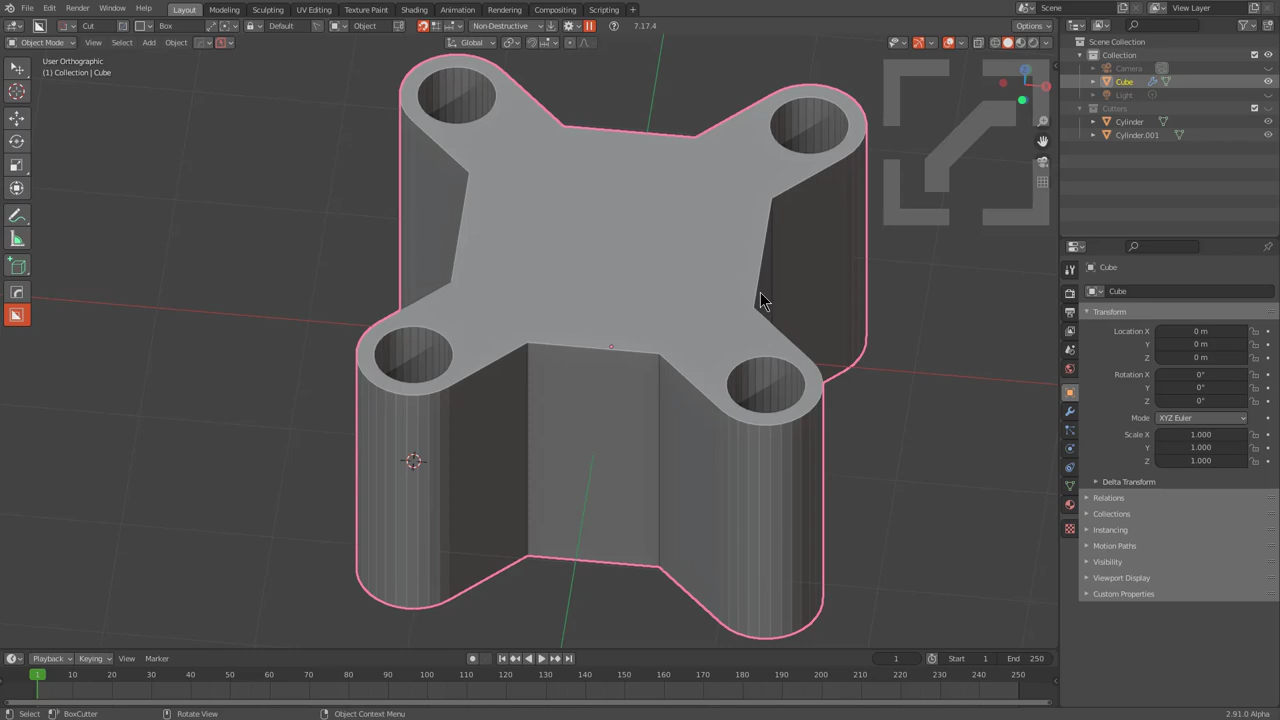 File Edit Render Window Help Layout Modeling Sculpting UV Editing Texture Paint Shading Animation Rendering Compositing Scripting + Scene View Layer
Cut Box Default Object Non-Destructive 7.17.4 Options
Object Mode View Select Add Object Global
User Orthographic
(1) Collection | Cube
Scene Collection
Collection
Camera
Cube
Light
Cutters
Cylinder
Cylinder.001
Cube
Cube
Transform
Location X 0 m
Y 0 m
Z 0 m
Rotation X 0°
Y 0°
Z 0°
Mode XYZ Euler
Scale X 1.000
Y 1.000
Z 1.000
Delta Transform
Relations
Collections
Instancing
Motion Paths
Visibility
Viewport Display
Custom Properties
Playback Keying View Marker 1 Start 1 End 250
1 10 20 30 40 50 60 70 80 90 100 110 120 130 140 150 160 170 180 190 200 210 220 230 240 250
Select BoxCutter Rotate View Object Context Menu 2.91.0 Alpha